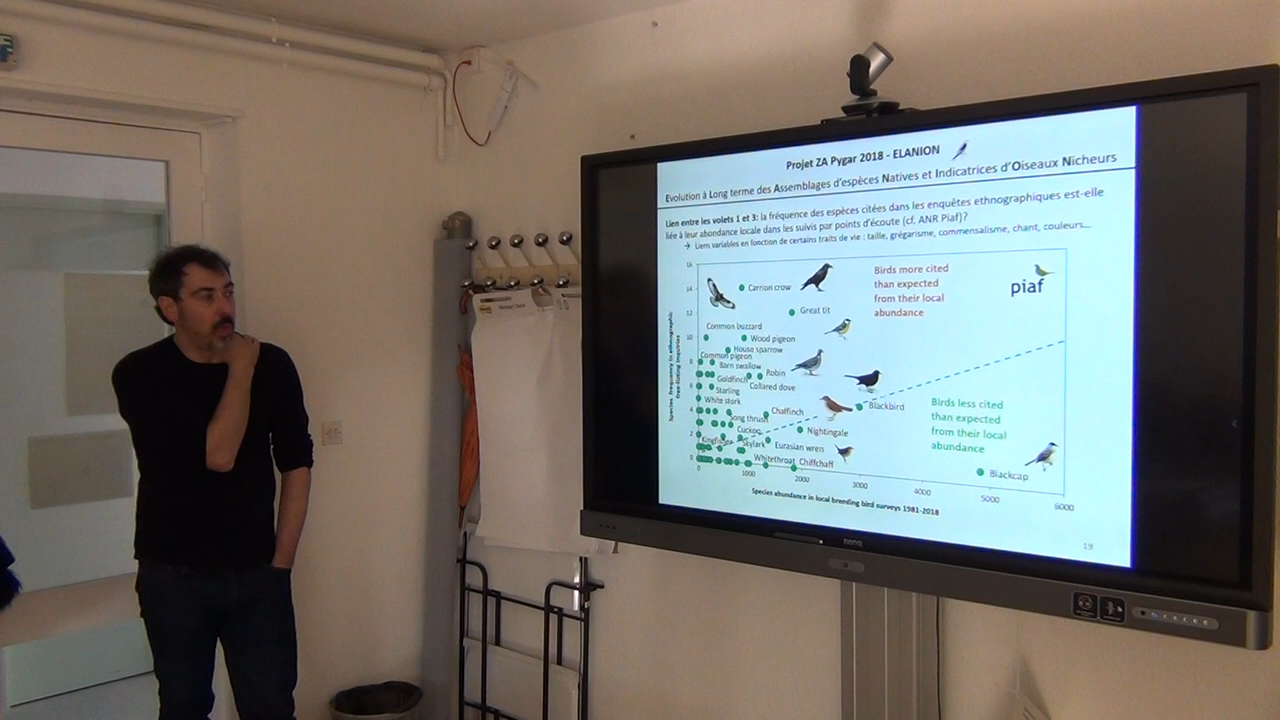 Projet ZA Pygar 2018 - ELANION
Evolution à Long terme des Assemblages d'espèces Natives et Indicatrices d'Oiseaux Nicheurs
Lien entre les volets 1 et 3: la fréquence des espèces citées dans les enquêtes ethnographiques est-elle
liée à leur abondance locale dans les suivis par points d'écoute (cf. ANR Piaf)?
→ Liens variables en fonction de certains traits de vie : taille, grégarisme, commensalisme, chant, couleurs...
16
14
12
10
8
6
4
2
0
Species frequency in ethnographic
free-listing inquiries
Carrion crow
Birds more cited
than expected
from their local
abundance
piaf
Great tit
Common buzzard
Wood pigeon
House sparrow
Common pigeon
Barn swallow
Robin
Goldfinch
Collared dove
Starling
White stork
Chaffinch
Blackbird
Song thrush
Birds less cited
than expected
from their local
abundance
Cuckoo
Nightingale
Kingfisher
Skylark
Eurasian wren
Whitethroat
Chiffchaff
Blackcap
0
1000
2000
3000
4000
5000
6000
Species abundance in local breeding bird surveys 1981-2018
19
BenQ